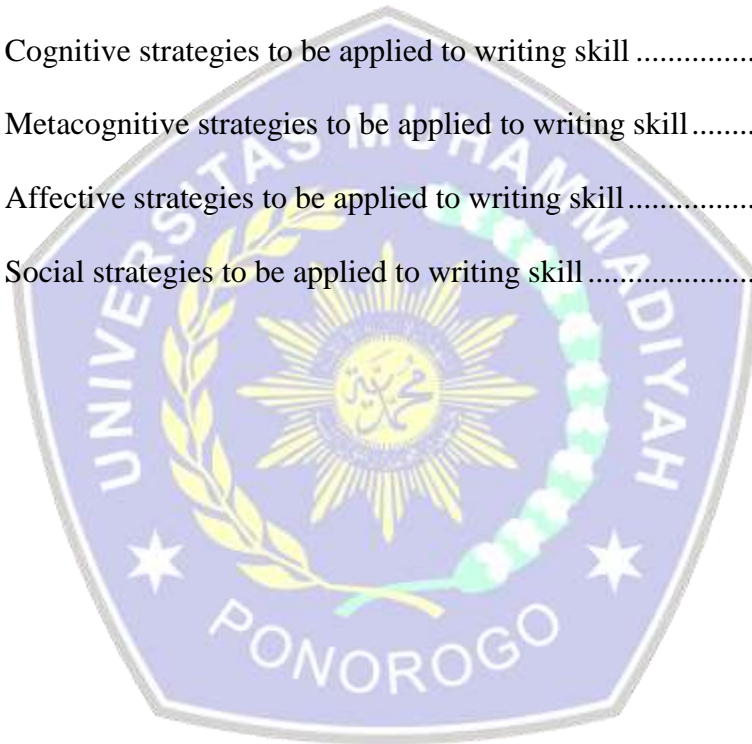 Cognitive strategies to be applied to writing skill ...............
Metacognitive strategies to be applied to writing skill ........
Affective strategies to be applied to writing skill ................
Social strategies to be applied to writing skill .....................
UNIVERSITAS MUHAMMADIYAH
PONOROGO